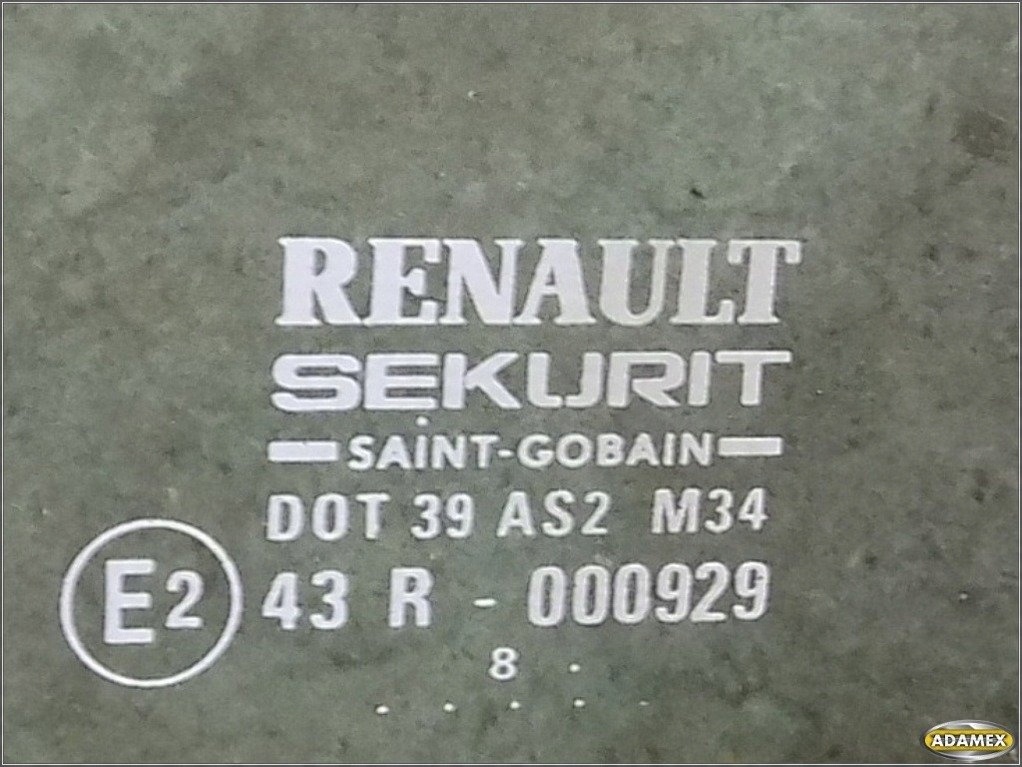 RENAULT
SEKURIT
SAINT-GOBAIN
DOT 39 AS2 M34
E2 43 R - 000929
8 .
. . . . .
ADAMEX